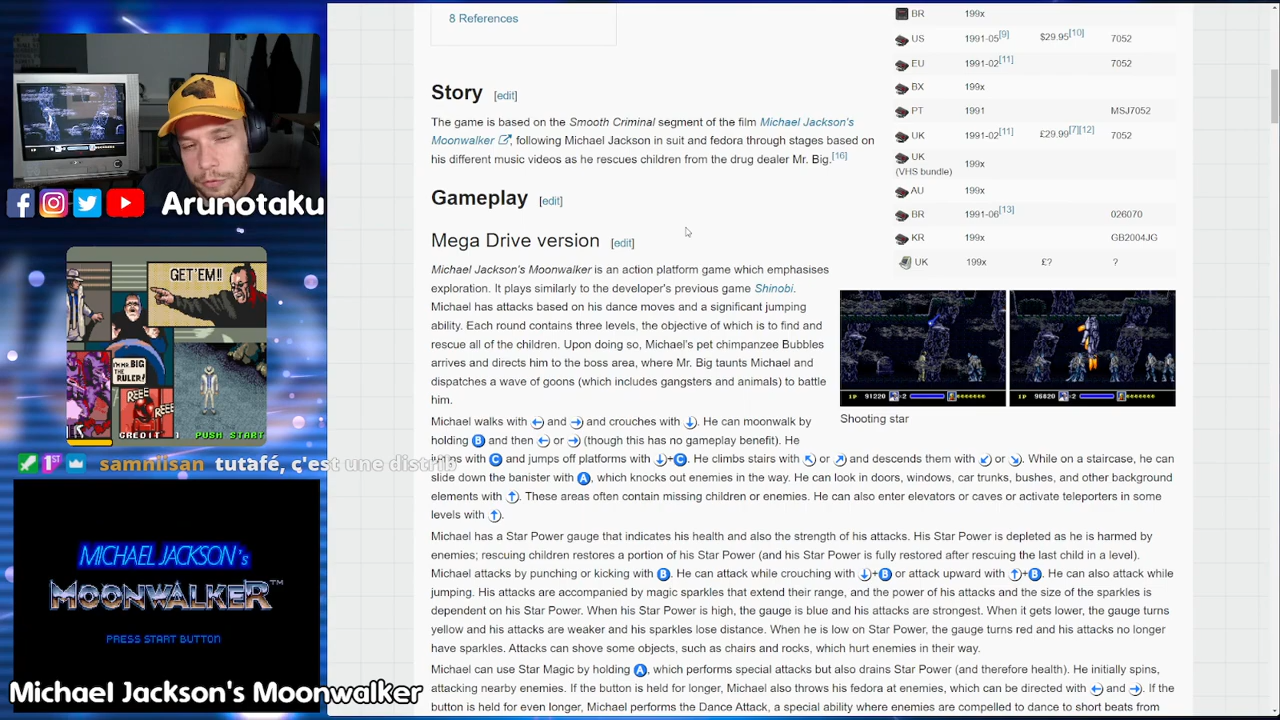 Arunotaku
GET'EM!!
I'M MR. BIG
THE
RULER!
REEE
REEE
CREDIT 1 PUSH START
samnlisan tutafé, c'est une distrib
MICHAEL JACKSON'S
MOONWALKER™
PRESS START BUTTON
Michael Jackson's Moonwalker
8 References
Story [edit]
The game is based on the Smooth Criminal segment of the film Michael Jackson's
Moonwalker, following Michael Jackson in suit and fedora through stages based on
his different music videos as he rescues children from the drug dealer Mr. Big.[16]
Gameplay [edit]
Mega Drive version [edit]
Michael Jackson's Moonwalker is an action platform game which emphasises
exploration. It plays similarly to the developer's previous game Shinobi.
Michael has attacks based on his dance moves and a significant jumping
ability. Each round contains three levels, the objective of which is to find and
rescue all of the children. Upon doing so, Michael's pet chimpanzee Bubbles
arrives and directs him to the boss area, where Mr. Big taunts Michael and
dispatches a wave of goons (which includes gangsters and animals) to battle
him.
Michael walks with ← and → and crouches with ↓. He can moonwalk by
holding B and then ← or → (though this has no gameplay benefit). He
jumps with C and jumps off platforms with ↓+C. He climbs stairs with ↖ or ↗ and descends them with ↙ or ↘. While on a staircase, he can
slide down the banister with A, which knocks out enemies in the way. He can look in doors, windows, car trunks, bushes, and other background
elements with ↑. These areas often contain missing children or enemies. He can also enter elevators or caves or activate teleporters in some
levels with ↑.
Michael has a Star Power gauge that indicates his health and also the strength of his attacks. His Star Power is depleted as he is harmed by
enemies; rescuing children restores a portion of his Star Power (and his Star Power is fully restored after rescuing the last child in a level).
Michael attacks by punching or kicking with B. He can attack while crouching with ↓+B or attack upward with ↑+B. He can also attack while
jumping. His attacks are accompanied by magic sparkles that extend their range, and the power of his attacks and the size of the sparkles is
dependent on his Star Power. When his Star Power is high, the gauge is blue and his attacks are strongest. When it gets lower, the gauge turns
yellow and his attacks are weaker and his sparkles lose distance. When he is low on Star Power, the gauge turns red and his attacks no longer
have sparkles. Attacks can shove some objects, such as chairs and rocks, which hurt enemies in their way.
Michael can use Star Magic by holding A, which performs special attacks but also drains Star Power (and therefore health). He initially spins,
attacking nearby enemies. If the button is held for longer, Michael also throws his fedora at enemies, which can be directed with ← and →. If the
button is held for even longer, Michael performs the Dance Attack, a special ability where enemies are compelled to dance to short beats from
BR 199x
US 1991-05[9] $29.95[10] 7052
EU 1991-02[11] 7052
BX 199x
PT 1991 MSJ7052
UK 1991-02[11] £29.99[7][12] 7052
UK
(VHS bundle) 199x
AU 199x
BR 1991-06[13] 026070
KR 199x GB2004JG
UK 199x £? ?
1P 91220 =2
1P 96820 =2
Shooting star